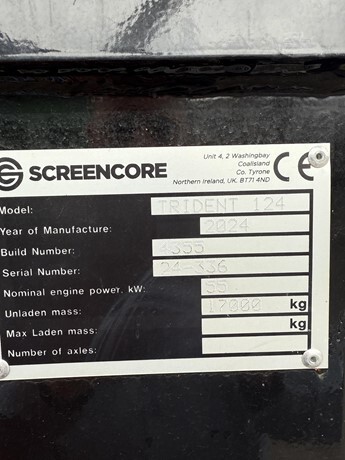 Unit 4, 2 Washingbay
Coalisland
Co. Tyrone
Northern Ireland, UK. BT71 4ND
CE
SCREENCORE
Model: TRIDENT 124
Year of Manufacture: 2024
Build Number: 4355
Serial Number: 24-336
Nominal engine power, kW: 55
Unladen mass: 17000 kg
Max Laden mass: kg
Number of axles: